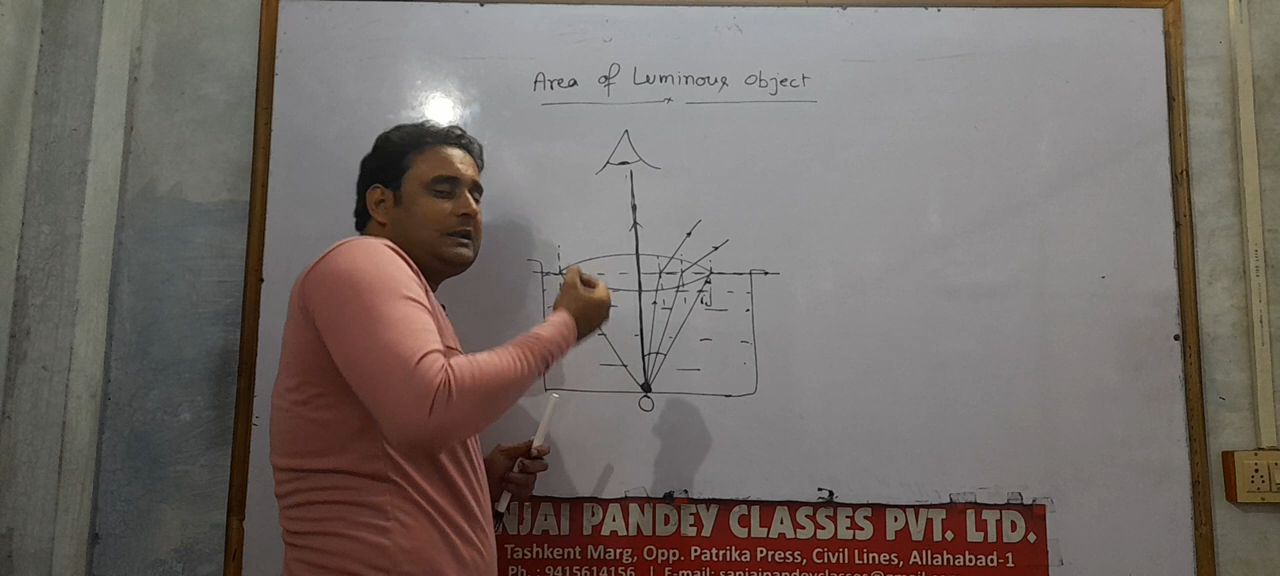 Area of Luminous object
O
NJAI PANDEY CLASSES PVT. LTD.
Tashkent Marg, Opp. Patrika Press, Civil Lines, Allahabad-1
Ph. : 9415614156 | E-mail: sanjaipandeyclasses@gmail